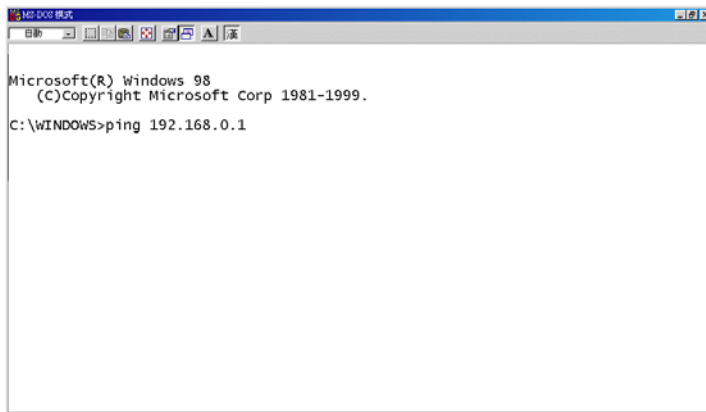 MS-DOS 模式
自動
A 漢
Microsoft(R) Windows 98
(C)Copyright Microsoft Corp 1981-1999.
C:\WINDOWS>ping 192.168.0.1